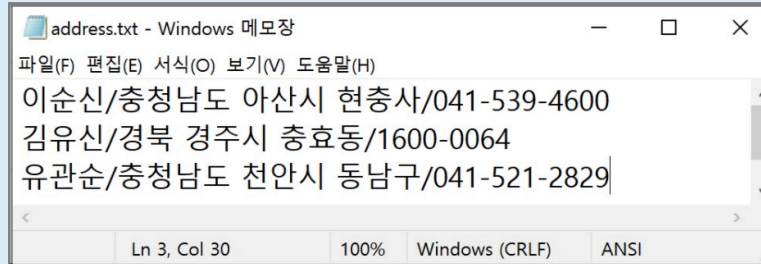 address.txt - Windows 메모장
파일(F) 편집(E) 서식(O) 보기(V) 도움말(H)
이순신/충청남도 아산시 현충사/041-539-4600
김유신/경북 경주시 충효동/1600-0064
유관순/충청남도 천안시 동남구/041-521-2829
Ln 3, Col 30 100% Windows (CRLF) ANSI